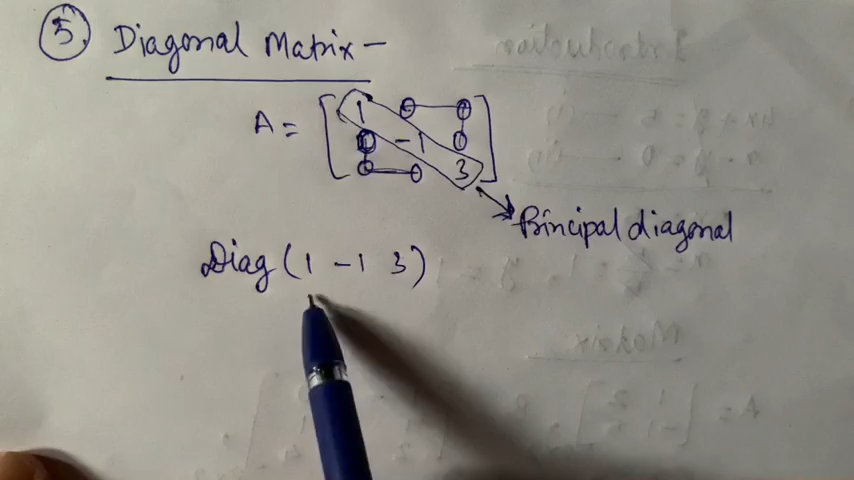 5. Diagonal Matrix-
A = [ 1 0 0
0 -1 0
0 0 3 ]
Principal diagonal
Diag (1 -1 3)